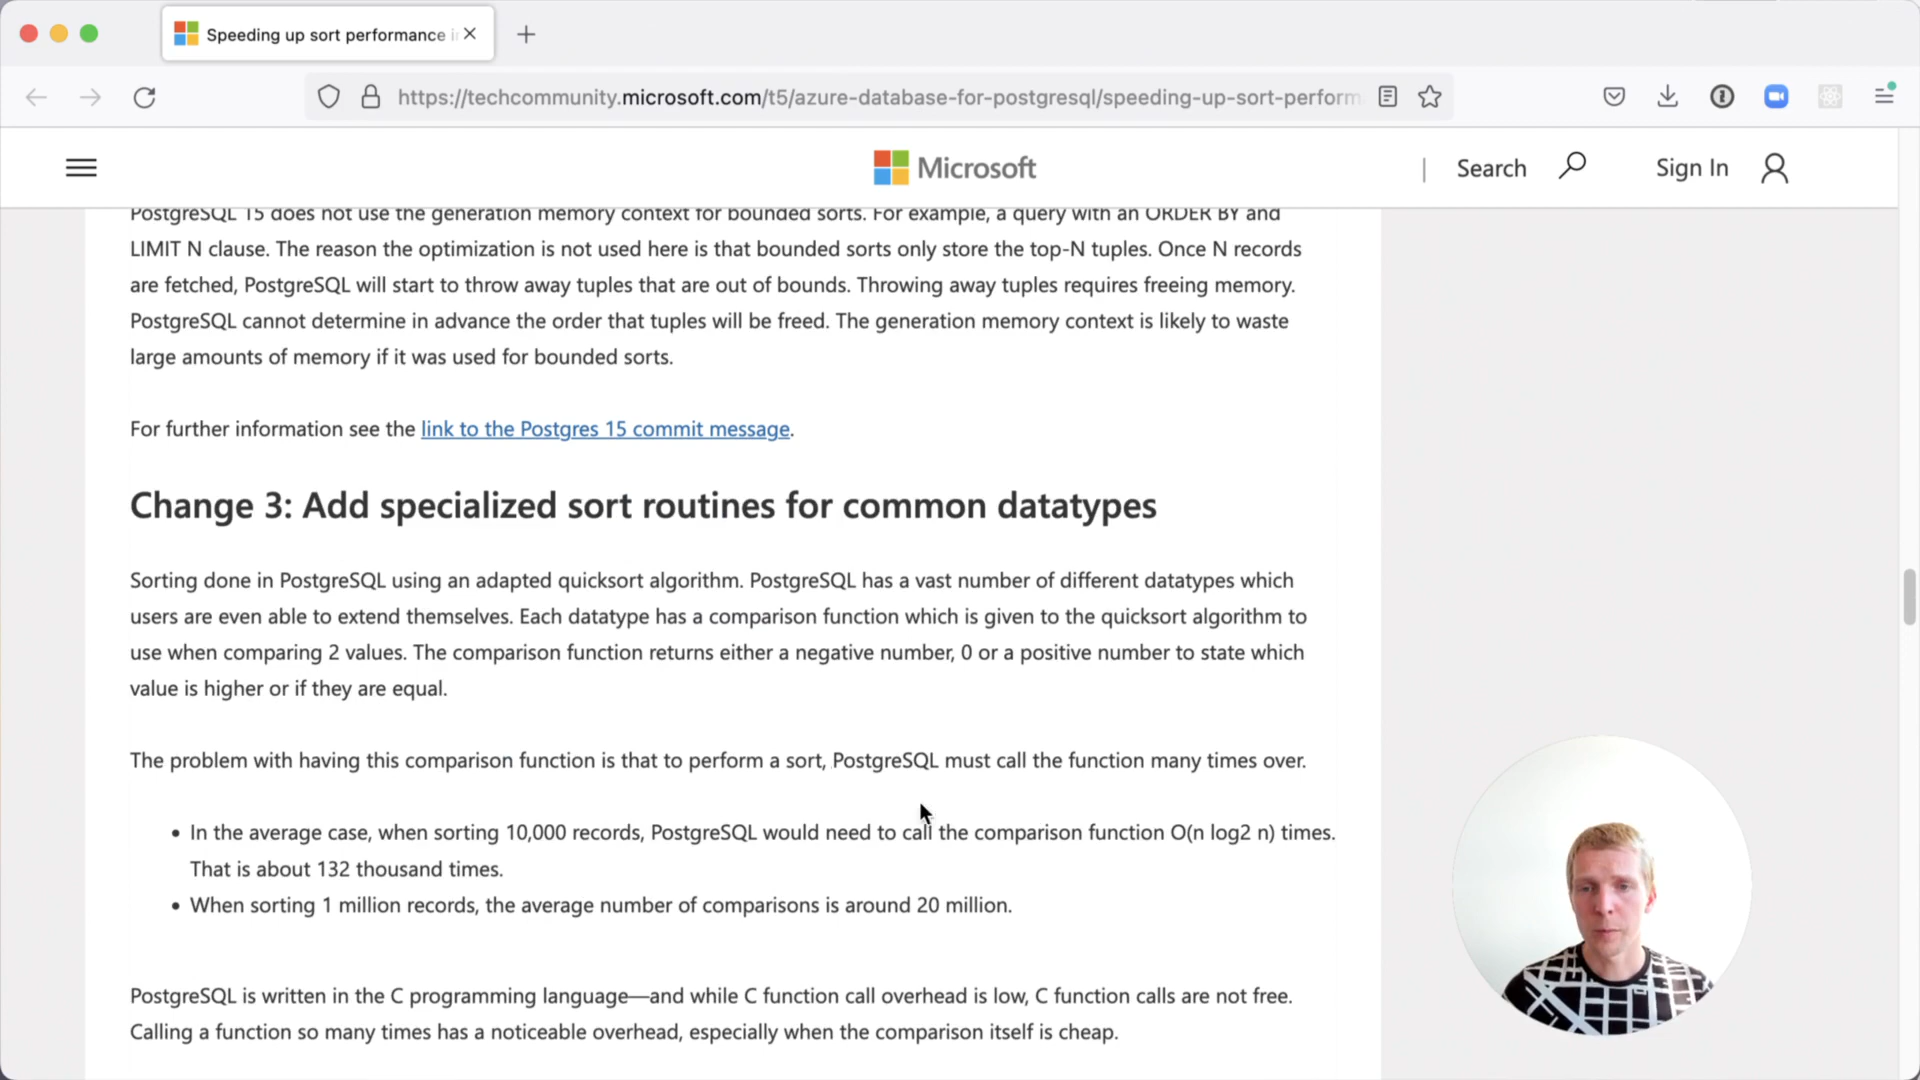 Speeding up sort performance i
https://techcommunity.microsoft.com/t5/azure-database-for-postgresql/speeding-up-sort-perform
Microsoft
| Search
Sign In
PostgreSQL 15 does not use the generation memory context for bounded sorts. For example, a query with an ORDER BY and
LIMIT N clause. The reason the optimization is not used here is that bounded sorts only store the top-N tuples. Once N records
are fetched, PostgreSQL will start to throw away tuples that are out of bounds. Throwing away tuples requires freeing memory.
PostgreSQL cannot determine in advance the order that tuples will be freed. The generation memory context is likely to waste
large amounts of memory if it was used for bounded sorts.
For further information see the link to the Postgres 15 commit message.
Change 3: Add specialized sort routines for common datatypes
Sorting done in PostgreSQL using an adapted quicksort algorithm. PostgreSQL has a vast number of different datatypes which
users are even able to extend themselves. Each datatype has a comparison function which is given to the quicksort algorithm to
use when comparing 2 values. The comparison function returns either a negative number, 0 or a positive number to state which
value is higher or if they are equal.
The problem with having this comparison function is that to perform a sort, PostgreSQL must call the function many times over.
• In the average case, when sorting 10,000 records, PostgreSQL would need to call the comparison function O(n log2 n) times.
That is about 132 thousand times.
• When sorting 1 million records, the average number of comparisons is around 20 million.
PostgreSQL is written in the C programming language—and while C function call overhead is low, C function calls are not free.
Calling a function so many times has a noticeable overhead, especially when the comparison itself is cheap.